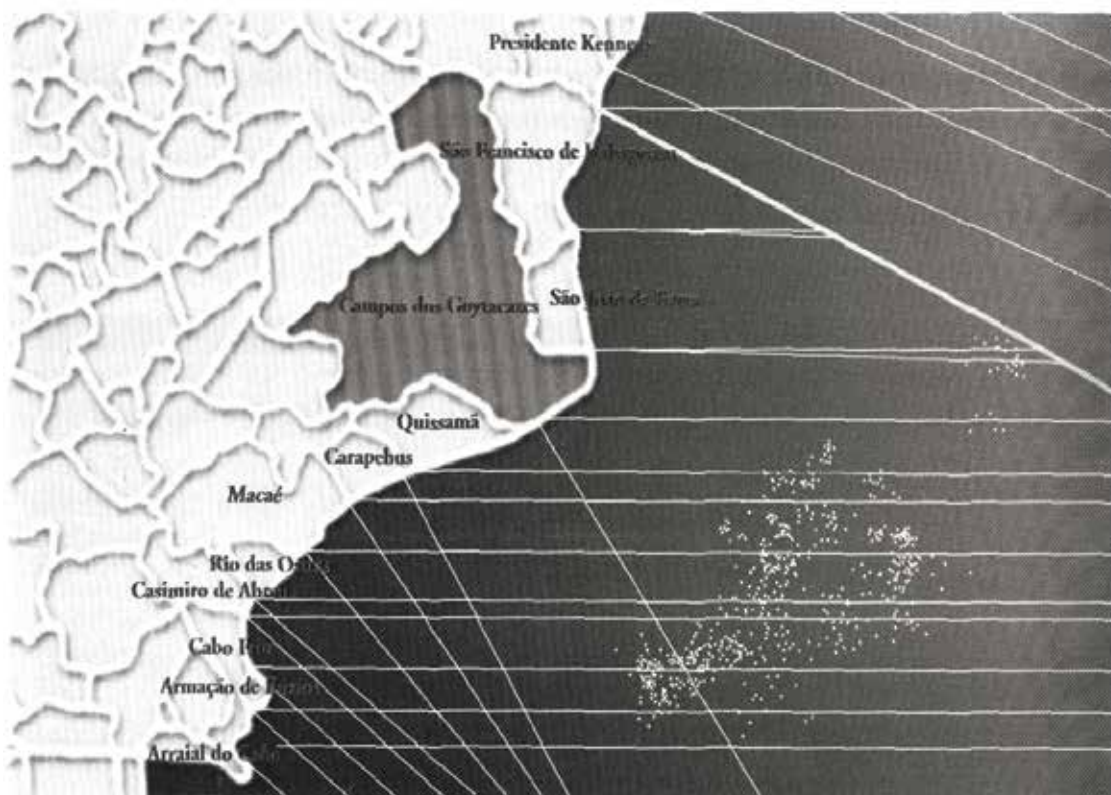 Presidente
São Francisco de
Campos dos Goytacazes
São
Quissamã
Carapebus
Macaé
Rio das
Casimiro de
Cabo
Armação de
Arraial do